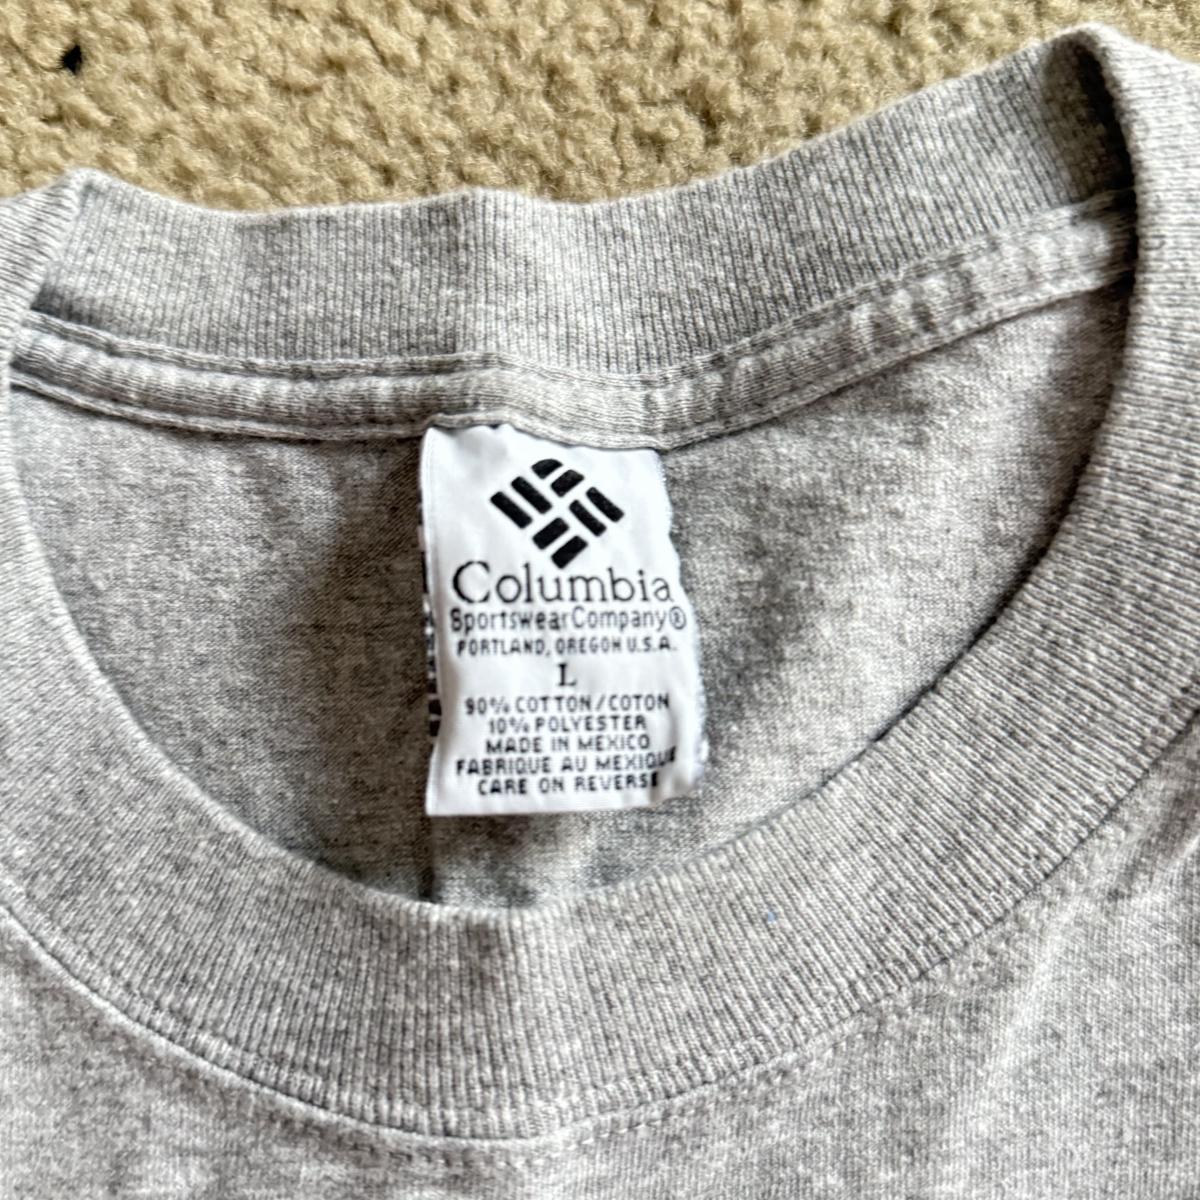 Columbia
SportswearCompany®
PORTLAND, OREGON U.S.A.
L
90% COTTON/COTON
10% POLYESTER
MADE IN MEXICO
FABRIQUE AU MEXIQUE
CARE ON REVERSE